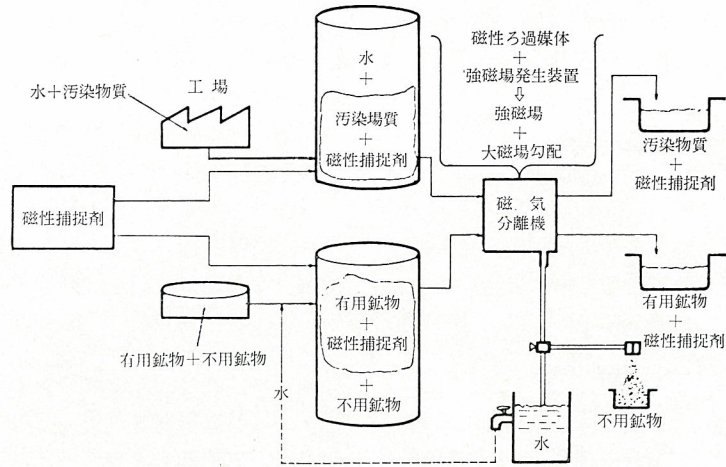 工場
水＋汚染物質
磁性捕捉剤
有用鉱物＋不用鉱物
水
＋
汚染場質
＋
磁性捕捉剤
有用鉱物
＋
磁性捕捉剤
＋
不用鉱物
水
磁性ろ過媒体
＋
強磁場発生装置
⇩
強磁場
＋
大磁場勾配
磁気
分離機
汚染物質
＋
磁性捕捉剤
有用鉱物
＋
磁性捕捉剤
不用鉱物
水